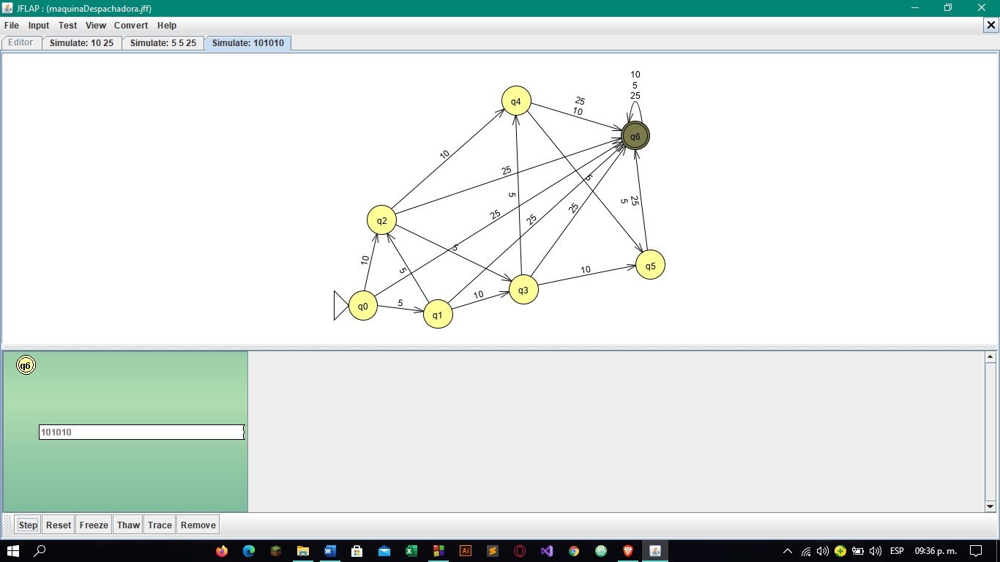 JFLAP : (maquinaDespachadora.jff)
File Input Test View Convert Help
Editor Simulate: 10 25 Simulate: 5 5 25 Simulate: 101010
10
5
25
q4
25
10
q6
10
25
5
5
25
5
q2
25
25
25
10
5
5
10
q5
q3
q0
5
q1
10
q6
101010
Step Reset Freeze Thaw Trace Remove
ESP 09:36 p. m.